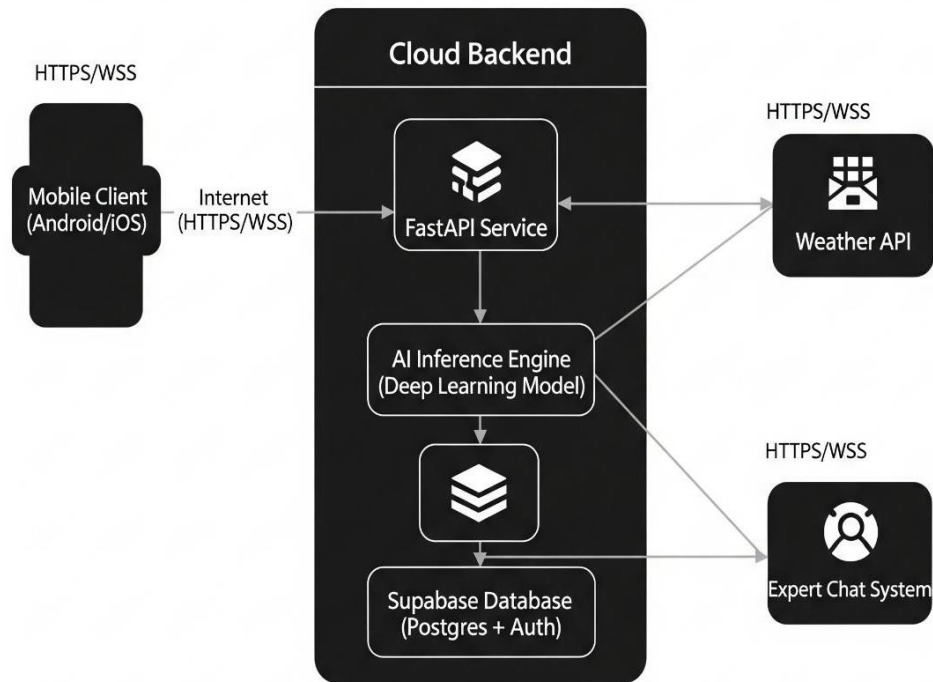 Cloud Backend
HTTPS/WSS
Mobile Client
(Android/iOS)
Internet
(HTTPS/WSS)
FastAPI Service
HTTPS/WSS
Weather API
AI Inference Engine
(Deep Learning Model)
HTTPS/WSS
Expert Chat System
Supabase Database
(Postgres + Auth)